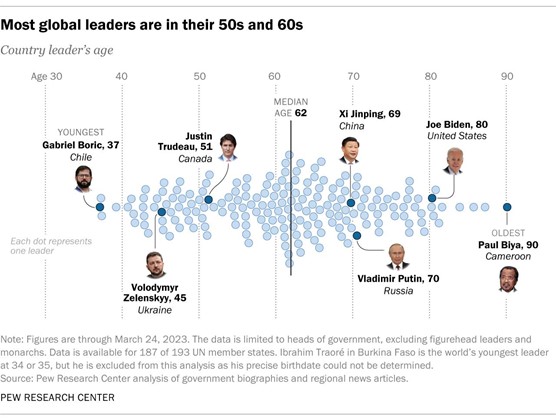 Most global leaders are in their 50s and 60s
Country leader's age
Age 30 40 50 60 70 80 90
MEDIAN
AGE 62
YOUNGEST
Gabriel Boric, 37
Chile
Justin
Trudeau, 51
Canada
Xi Jinping, 69
China
Joe Biden, 80
United States
Each dot represents
one leader
Volodymyr
Zelenskyy, 45
Ukraine
Vladimir Putin, 70
Russia
OLDEST
Paul Biya, 90
Cameroon
Note: Figures are through March 24, 2023. The data is limited to heads of government, excluding figurehead leaders and
monarchs. Data is available for 187 of 193 UN member states. Ibrahim Traoré in Burkina Faso is the world's youngest leader
at 34 or 35, but he is excluded from this analysis as his precise birthdate could not be determined.
Source: Pew Research Center analysis of government biographies and regional news articles.
PEW RESEARCH CENTER